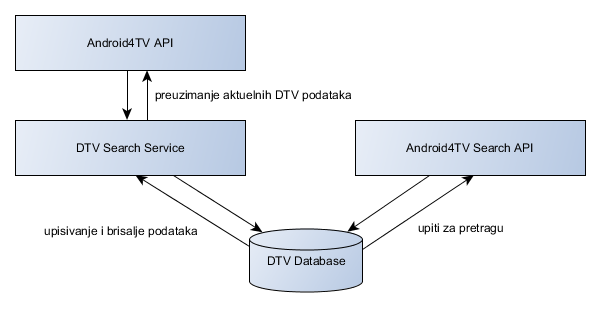 Android4TV API
preuzimanje aktuelnih DTV podataka
DTV Search Service
Android4TV Search API
upisivanje i brisalje podataka
upiti za pretragu
DTV Database